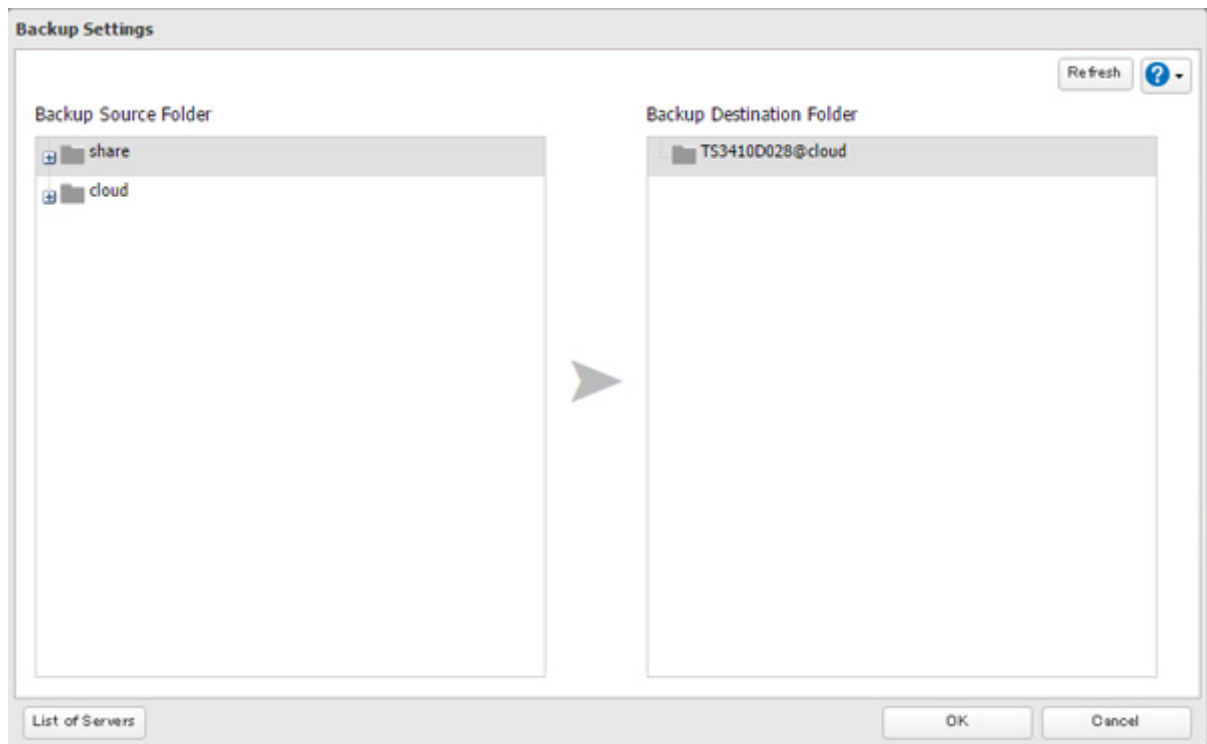 Backup Settings
Refresh
?
Backup Source Folder
Backup Destination Folder
share
TS3410D028@cloud
cloud
List of Servers
OK
Cancel